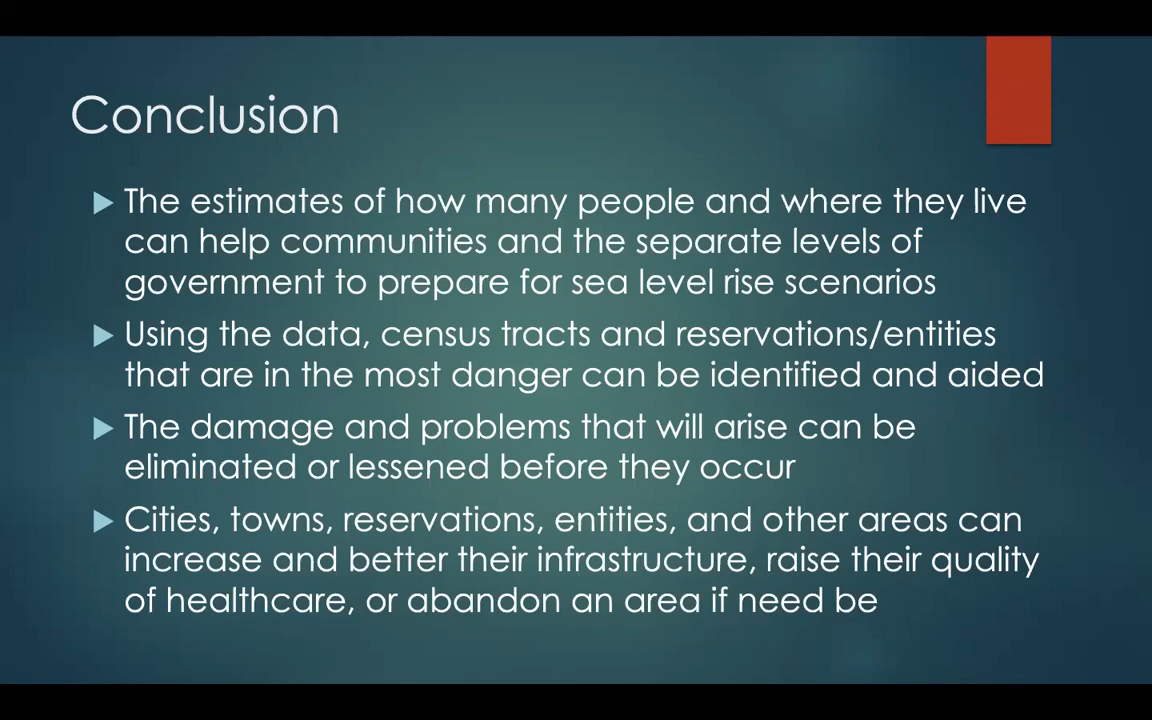 Conclusion
The estimates of how many people and where they live
can help communities and the separate levels of
government to prepare for sea level rise scenarios
Using the data, census tracts and reservations/entities
that are in the most danger can be identified and aided
The damage and problems that will arise can be
eliminated or lessened before they occur
Cities, towns, reservations, entities, and other areas can
increase and better their infrastructure, raise their quality
of healthcare, or abandon an area if need be